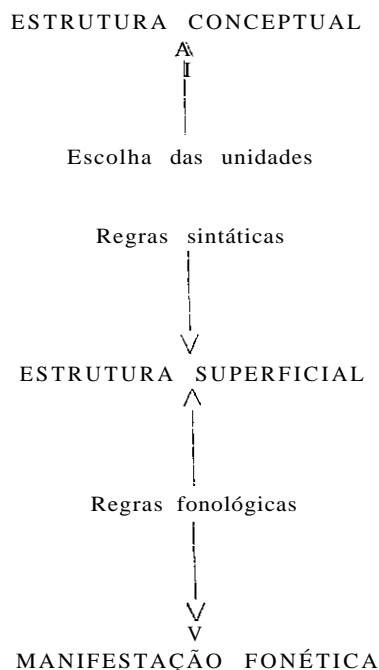 ESTRUTURA CONCEPTUAL
A
I
Escolha das unidades
Regras sintáticas
ESTRUTURA SUPERFICIAL
Regras fonológicas
V
MANIFESTAÇÃO FONÉTICA